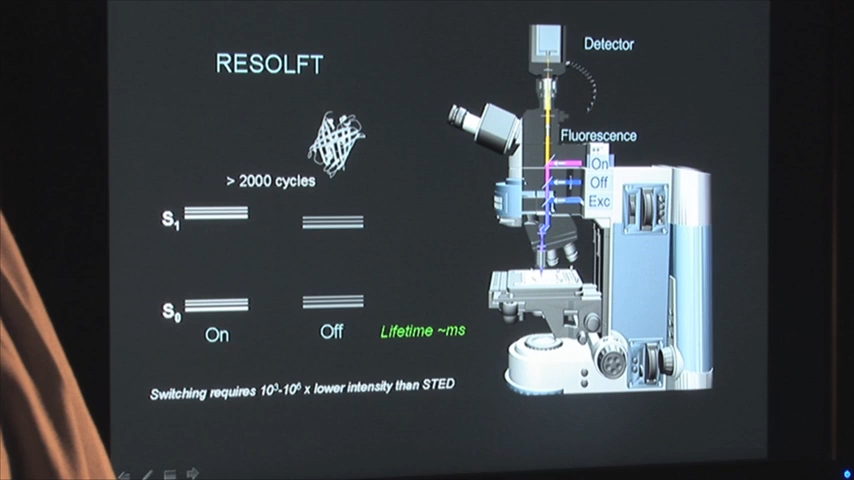 RESOLFT
> 2000 cycles
S1
S0
On
Off
Lifetime ~ms
Switching requires 10³-10⁶ x lower intensity than STED
Detector
Fluorescence
On
Off
Exc